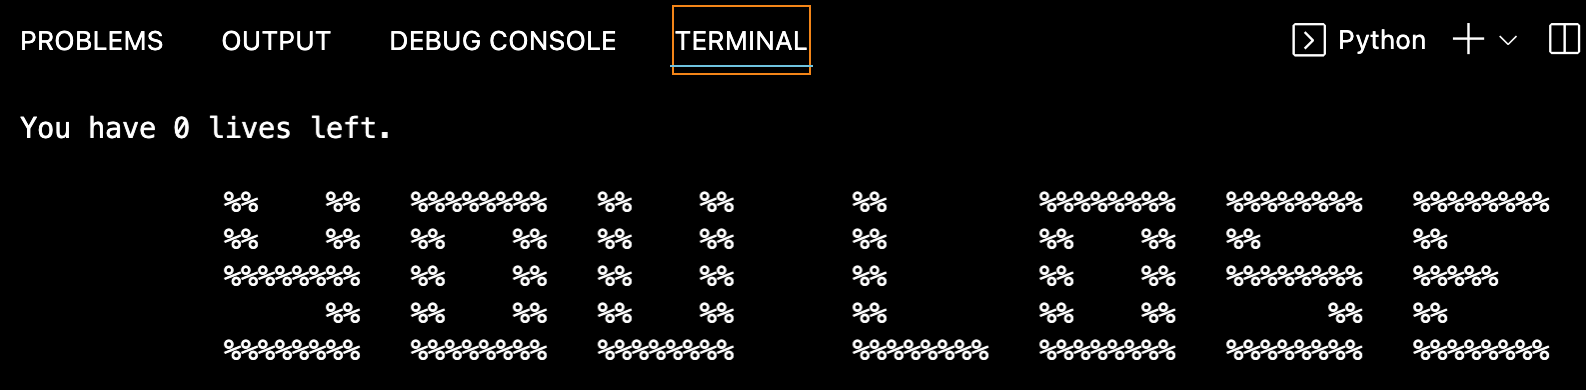 PROBLEMS OUTPUT DEBUG CONSOLE TERMINAL Python
You have 0 lives left.
YOU LOSE